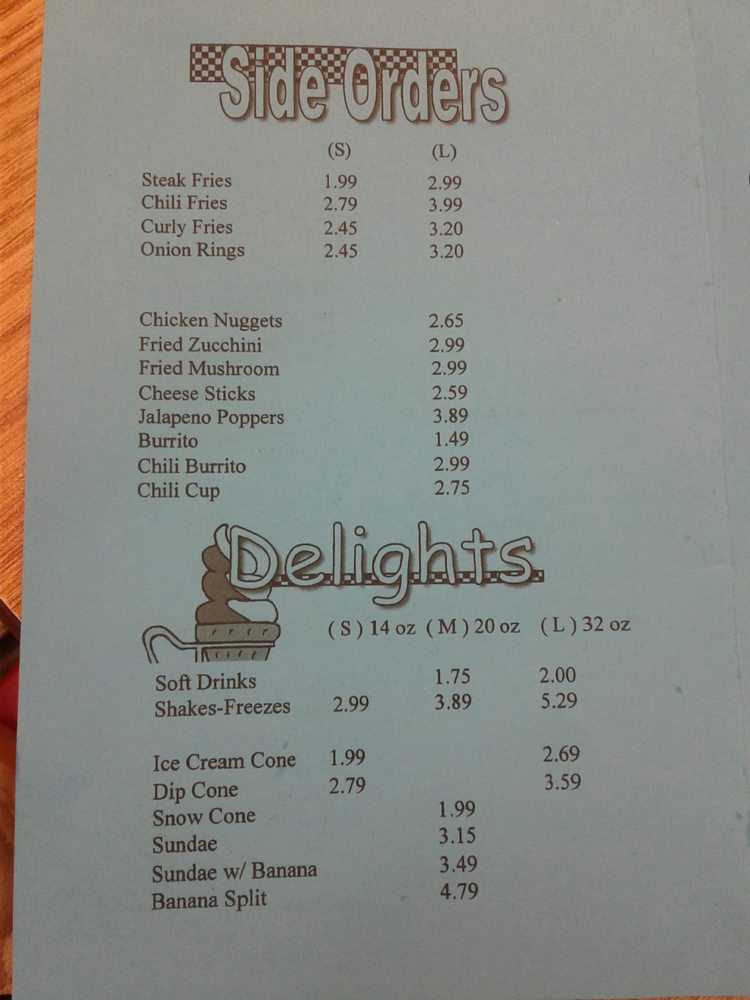 Side Orders
(S) (L)
Steak Fries 1.99 2.99
Chili Fries 2.79 3.99
Curly Fries 2.45 3.20
Onion Rings 2.45 3.20
Chicken Nuggets 2.65
Fried Zucchini 2.99
Fried Mushroom 2.99
Cheese Sticks 2.59
Jalapeno Poppers 3.89
Burrito 1.49
Chili Burrito 2.99
Chili Cup 2.75
Delights
( S ) 14 oz ( M ) 20 oz ( L ) 32 oz
Soft Drinks 1.75 2.00
Shakes-Freezes 2.99 3.89 5.29
Ice Cream Cone 1.99 2.69
Dip Cone 2.79 3.59
Snow Cone 1.99
Sundae 3.15
Sundae w/ Banana 3.49
Banana Split 4.79